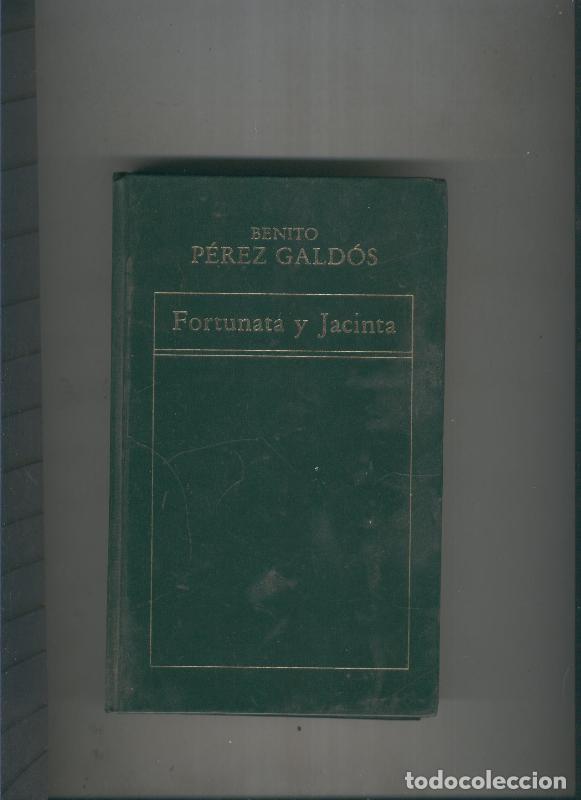 BENITO
PÉREZ GALDÓS
Fortunata y Jacinta
todocoleccion